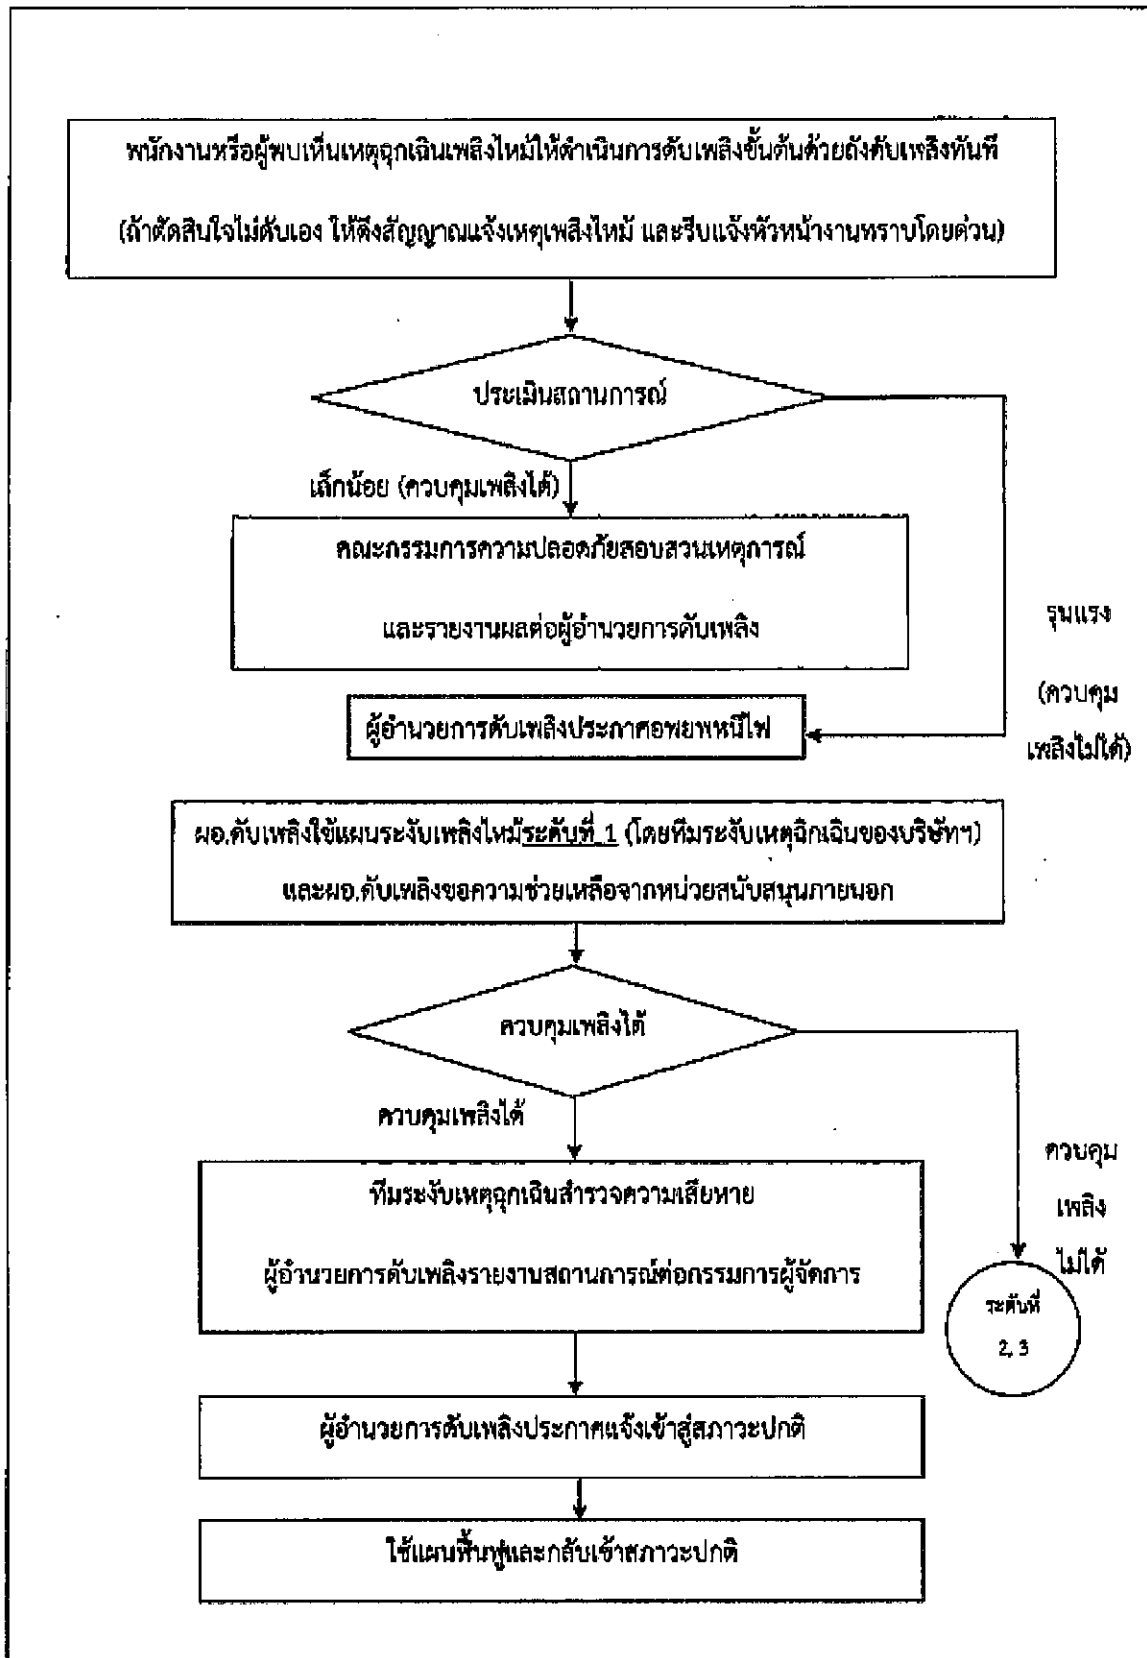 พนักงานหรือผู้พบเห็นเหตุฉุกเฉินเพลิงไหม้ให้ดำเนินการดับเพลิงขั้นต้นด้วยถังดับเพลิงทันที
(ถ้าตัดสินใจไม่ดับเอง ให้ดึงสัญญาณแจ้งเหตุเพลิงไหม้ และรีบแจ้งหัวหน้างานทราบโดยด่วน)
ประเมินสถานการณ์
เล็กน้อย (ควบคุมเพลิงได้)
คณะกรรมการความปลอดภัยสอบสวนเหตุการณ์
และรายงานผลต่อผู้อำนวยการดับเพลิง
รุนแรง
(ควบคุม
เพลิงไม่ได้)
ผู้อำนวยการดับเพลิงประกาศอพยพหนีไฟ
ผอ.ดับเพลิงใช้แผนระงับเพลิงไหม้ระดับที่ 1 (โดยทีมระงับเหตุฉุกเฉินของบริษัทฯ)
และผอ.ดับเพลิงขอความช่วยเหลือจากหน่วยสนับสนุนภายนอก
ควบคุมเพลิงได้
ควบคุมเพลิงได้
ควบคุม
เพลิง
ไม่ได้
ทีมระงับเหตุฉุกเฉินสำรวจความเสียหาย
ผู้อำนวยการดับเพลิงรายงานสถานการณ์ต่อกรรมการผู้จัดการ
ระดับที่
2, 3
ผู้อำนวยการดับเพลิงประกาศแจ้งเข้าสู่สภาวะปกติ
ใช้แผนฟื้นฟูและกลับเข้าสภาวะปกติ